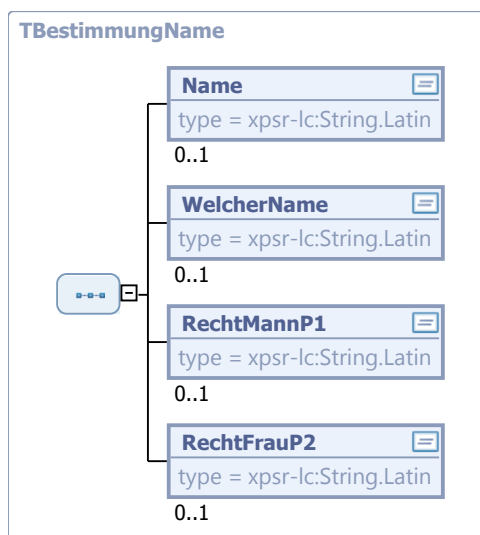 TBestimmungName
Name
type = xpsr-lc:String.Latin
0..1
WelcherName
type = xpsr-lc:String.Latin
0..1
RechtMannP1
type = xpsr-lc:String.Latin
0..1
RechtFrauP2
type = xpsr-lc:String.Latin
0..1